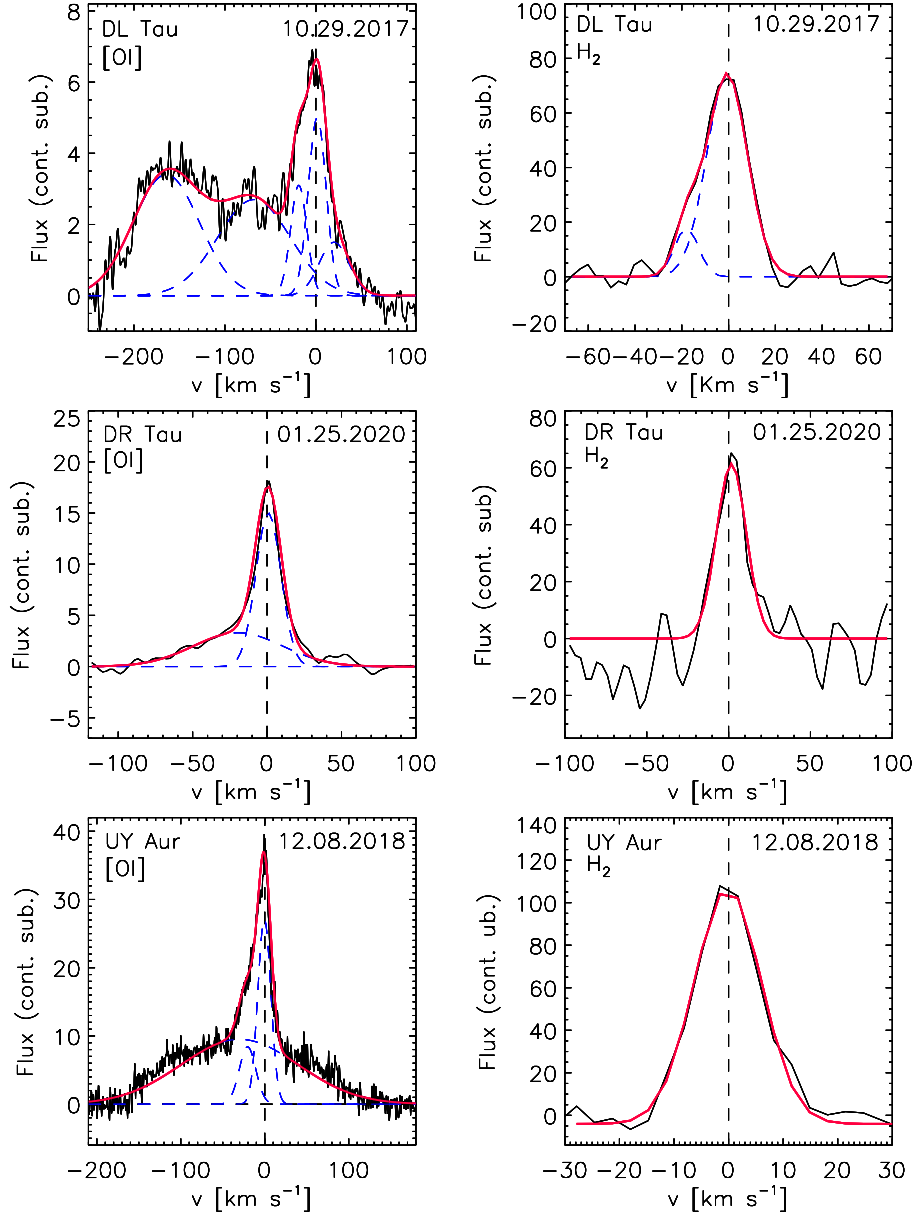 DL Tau 10.29.2017
[OI]
8
6
4
2
0
Flux (cont. sub.)
−200 −100 0 100
v [km s⁻¹]
DL Tau 10.29.2017
H₂
100
80
60
40
20
0
−20
Flux (cont. sub.)
−60 −40 −20 0 20 40 60
v [Km s⁻¹]
DR Tau 01.25.2020
[OI]
25
20
15
10
5
0
−5
Flux (cont. sub.)
−100 −50 0 50 100
v [km s⁻¹]
DR Tau 01.25.2020
H₂
80
60
40
20
0
−20
Flux (cont. sub)
−100 −50 0 50 100
v [km s⁻¹]
UY Aur 12.08.2018
[OI]
40
30
20
10
0
Flux (cont. sub.)
−200 −100 0 100
v [km s⁻¹]
UY Aur 12.08.2018
H₂
140
120
100
80
60
40
20
0
Flux (cont. ub.)
−30 −20 −10 0 10 20 30
v [km s⁻¹]